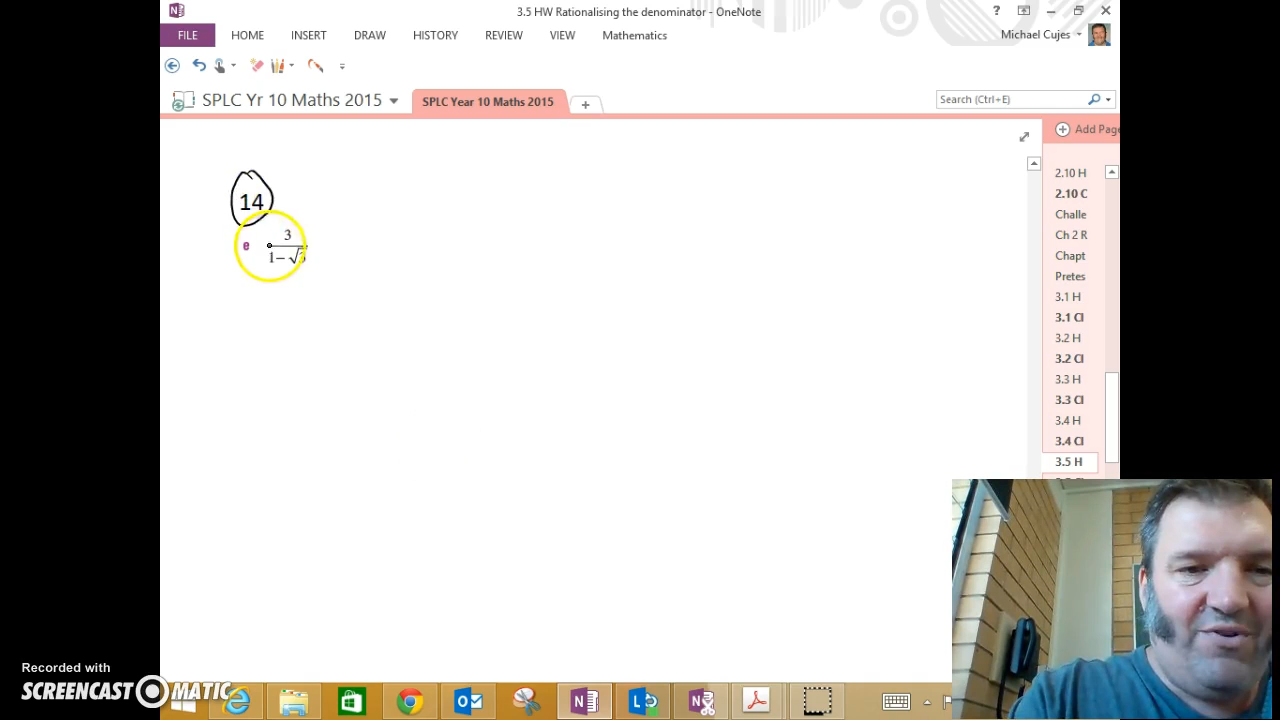 3.5 HW Rationalising the denominator - OneNote
?
FILE HOME INSERT DRAW HISTORY REVIEW VIEW Mathematics
Michael Cujes
SPLC Yr 10 Maths 2015
SPLC Year 10 Maths 2015
+
Search (Ctrl+E)
Add Page
14
e 3
1−√3
2.10 H
2.10 C
Challe
Ch 2 R
Chapt
Pretes
3.1 H
3.1 Cl
3.2 H
3.2 Cl
3.3 H
3.3 Cl
3.4 H
3.4 Cl
3.5 H
Recorded with
SCREENCAST MATIC